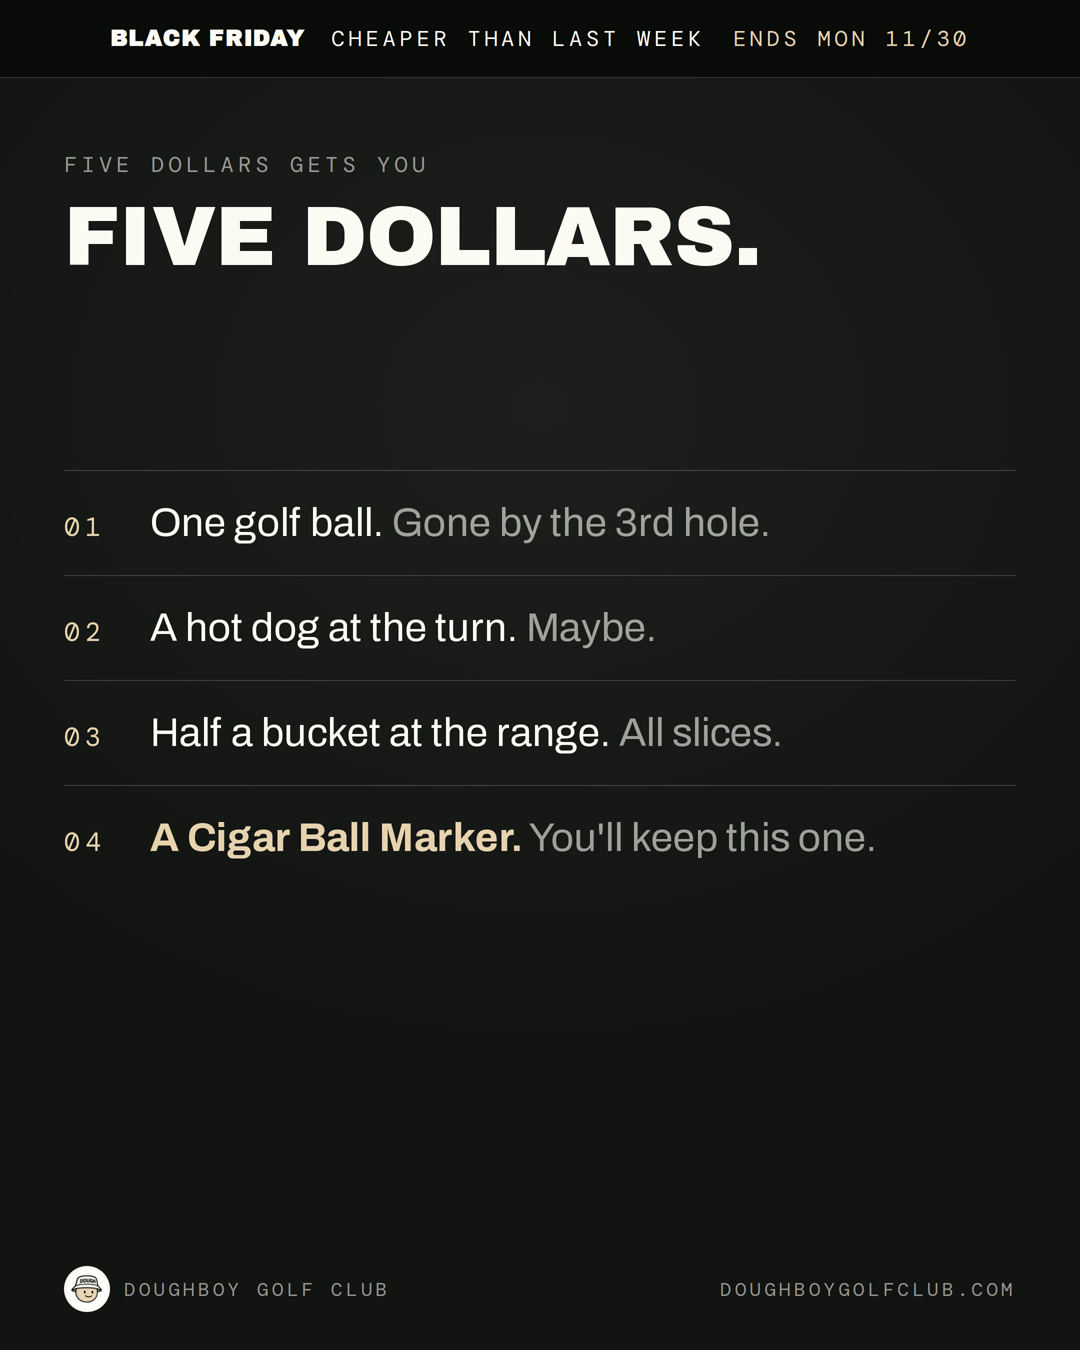 BLACK FRIDAY CHEAPER THAN LAST WEEK ENDS MON 11/30
FIVE DOLLARS GETS YOU
FIVE DOLLARS.
01 One golf ball. Gone by the 3rd hole.
02 A hot dog at the turn. Maybe.
03 Half a bucket at the range. All slices.
04 A Cigar Ball Marker. You'll keep this one.
DOUGH
DOUGHBOY GOLF CLUB DOUGHBOYGOLFCLUB.COM